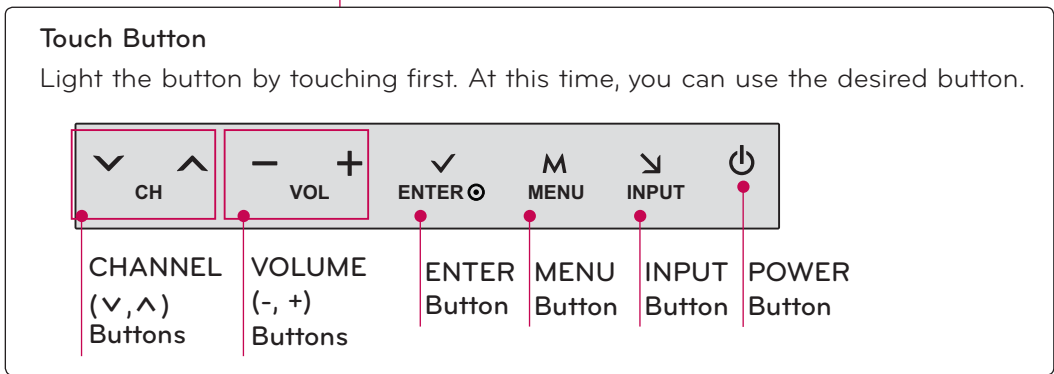 Touch Button
Light the button by touching first. At this time, you can use the desired button.
CH VOL ENTER MENU INPUT
CHANNEL VOLUME ENTER MENU INPUT POWER
(∨,∧) (-, +) Button Button Button Button
Buttons Buttons